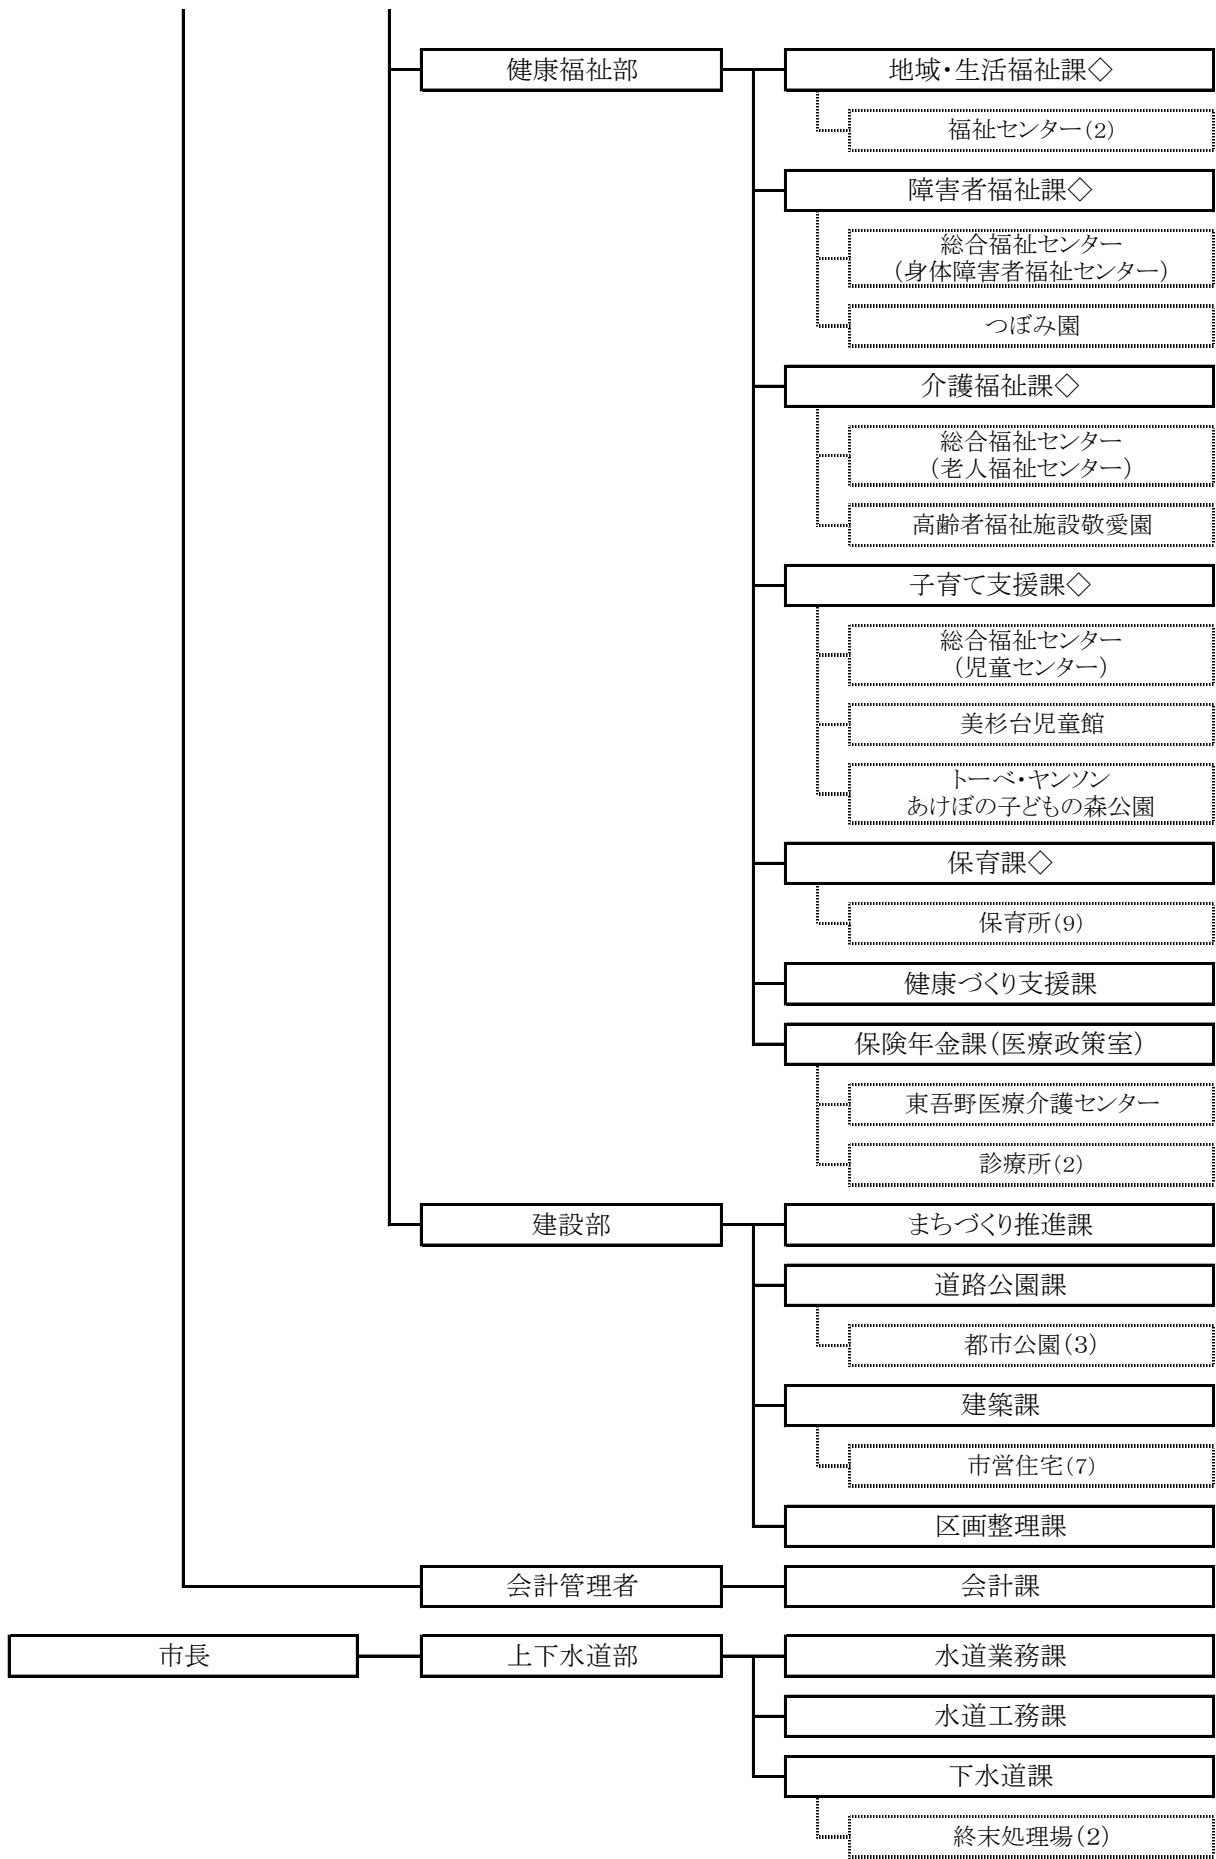 健康福祉部
地域・生活福祉課◇
福祉センター(2)
障害者福祉課◇
総合福祉センター
（身体障害者福祉センター）
つぼみ園
介護福祉課◇
総合福祉センター
（老人福祉センター）
高齢者福祉施設敬愛園
子育て支援課◇
総合福祉センター
（児童センター）
美杉台児童館
トーベ・ヤンソン
あけぼの子どもの森公園
保育課◇
保育所(9)
健康づくり支援課
保険年金課（医療政策室）
東吾野医療介護センター
診療所(2)
建設部
まちづくり推進課
道路公園課
都市公園（3）
建築課
市営住宅(7)
区画整理課
会計管理者
会計課
市長
上下水道部
水道業務課
水道工務課
下水道課
終末処理場（2）